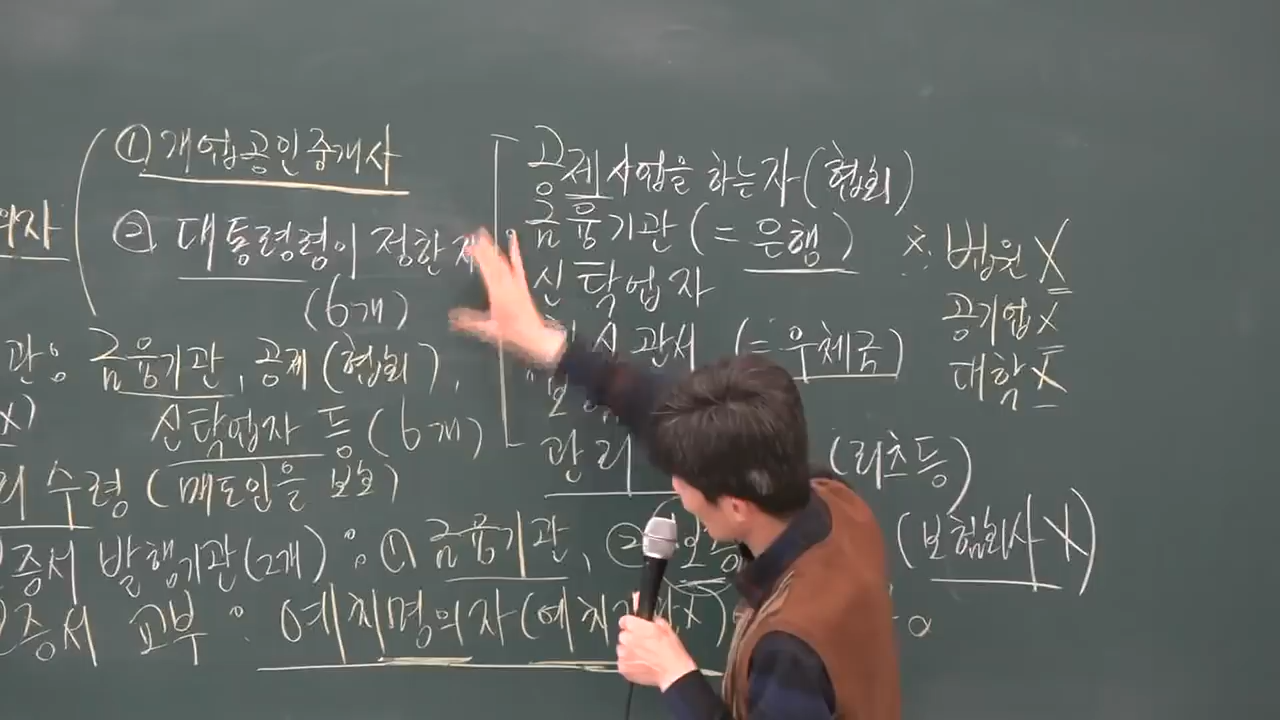 ① 개업공인중개사
의자
② 대통령령이 정한
(6개)
공제사업을 하는자 (협회)
금융기관 (= 은행)
신탁업자
관서 (= 우체국)
관리 (리츠등)
※ 법원 X
공기업 X
대학 X
관: 금융기관, 공제(협회),
X)
신탁업자 등 (6개)
수령 (매도인을 보호)
증서 발행기관(2개) : ① 금융기관, ② (보험회사 X)
증서 교부 : 예치명의자(예치 X)